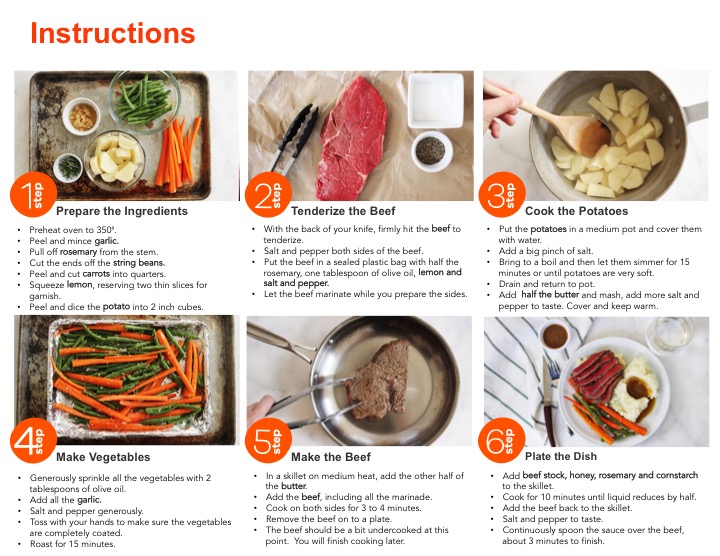 Instructions
1 step
Prepare the Ingredients
• Preheat oven to 350°.
• Peel and mince garlic.
• Pull off rosemary from the stem.
• Cut the ends off the string beans.
• Peel and cut carrots into quarters.
• Squeeze lemon, reserving two thin slices for
garnish.
• Peel and dice the potato into 2 inch cubes.
2 step
Tenderize the Beef
• With the back of your knife, firmly hit the beef to
tenderize.
• Salt and pepper both sides of the beef.
• Put the beef in a sealed plastic bag with half the
rosemary, one tablespoon of olive oil, lemon and
salt and pepper.
• Let the beef marinate while you prepare the sides.
3 step
Cook the Potatoes
• Put the potatoes in a medium pot and cover them
with water.
• Add a big pinch of salt.
• Bring to a boil and then let them simmer for 15
minutes or until potatoes are very soft.
• Drain and return to pot.
• Add half the butter and mash, add more salt and
pepper to taste. Cover and keep warm.
4 step
Make Vegetables
• Generously sprinkle all the vegetables with 2
tablespoons of olive oil.
• Add all the garlic.
• Salt and pepper generously.
• Toss with your hands to make sure the vegetables
are completely coated.
• Roast for 15 minutes.
5 step
Make the Beef
• In a skillet on medium heat, add the other half of
the butter.
• Add the beef, including all the marinade.
• Cook on both sides for 3 to 4 minutes.
• Remove the beef on to a plate.
• The beef should be a bit undercooked at this
point. You will finish cooking later.
6 step
Plate the Dish
• Add beef stock, honey, rosemary and cornstarch
to the skillet.
• Cook for 10 minutes until liquid reduces by half.
• Add the beef back to the skillet.
• Salt and pepper to taste.
• Continuously spoon the sauce over the beef,
about 3 minutes to finish.